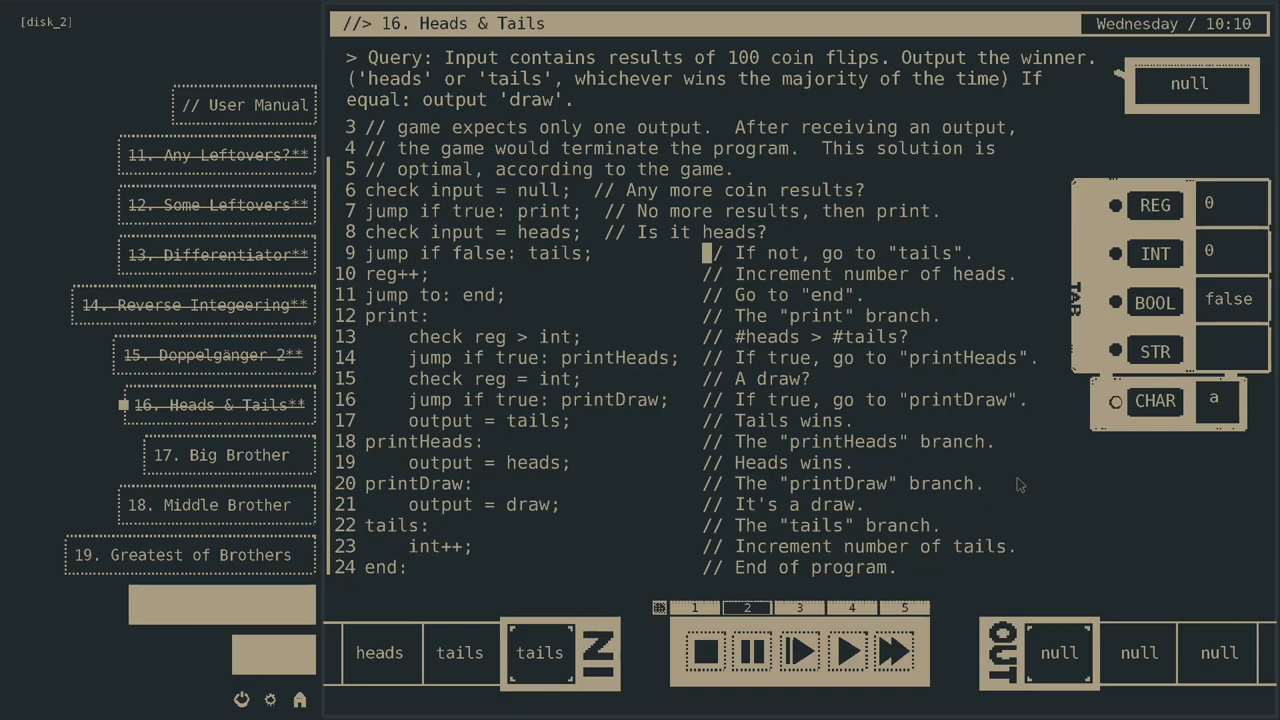 [disk_2]
// User Manual
11. Any Leftovers?**
12. Some Leftovers**
13. Differentiator**
14. Reverse Integeering**
15. Doppelgänger 2**
16. Heads & Tails**
17. Big Brother
18. Middle Brother
19. Greatest of Brothers
//> 16. Heads & Tails
Wednesday / 10:10
> Query: Input contains results of 100 coin flips. Output the winner.
('heads' or 'tails', whichever wins the majority of the time) If
equal: output 'draw'.
null
3 // game expects only one output.  After receiving an output,
4 // the game would terminate the program.  This solution is
5 // optimal, according to the game.
6 check input = null;  // Any more coin results?
7 jump if true: print;  // No more results, then print.
8 check input = heads;  // Is it heads?
9 jump if false: tails;          // If not, go to "tails".
10 reg++;                         // Increment number of heads.
11 jump to: end;                  // Go to "end".
12 print:                         // The "print" branch.
13     check reg > int;           // #heads > #tails?
14     jump if true: printHeads;  // If true, go to "printHeads".
15     check reg = int;           // A draw?
16     jump if true: printDraw;   // If true, go to "printDraw".
17     output = tails;            // Tails wins.
18 printHeads:                    // The "printHeads" branch.
19     output = heads;            // Heads wins.
20 printDraw:                     // The "printDraw" branch.
21     output = draw;             // It's a draw.
22 tails:                         // The "tails" branch.
23     int++;                     // Increment number of tails.
24 end:                           // End of program.
TAB
REG 0
INT 0
BOOL false
STR
CHAR a
heads tails tails IN
1 2 3 4 5
OUT null null null